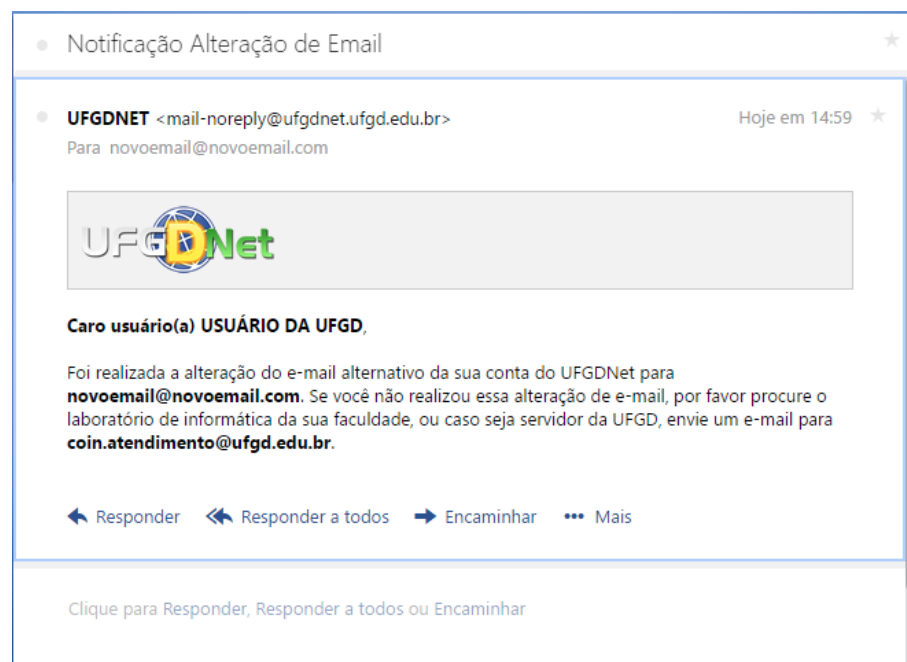 Notificação Alteração de Email
UFGDNET <mail-noreply@ufgdnet.ufgd.edu.br>
Hoje em 14:59
Para novoemail@novoemail.com
UFGDNet
Caro usuário(a) USUÁRIO DA UFGD,
Foi realizada a alteração do e-mail alternativo da sua conta do UFGDNet para
novoemail@novoemail.com. Se você não realizou essa alteração de e-mail, por favor procure o
laboratório de informática da sua faculdade, ou caso seja servidor da UFGD, envie um e-mail para
coin.atendimento@ufgd.edu.br.
Responder Responder a todos Encaminhar Mais
Clique para Responder, Responder a todos ou Encaminhar